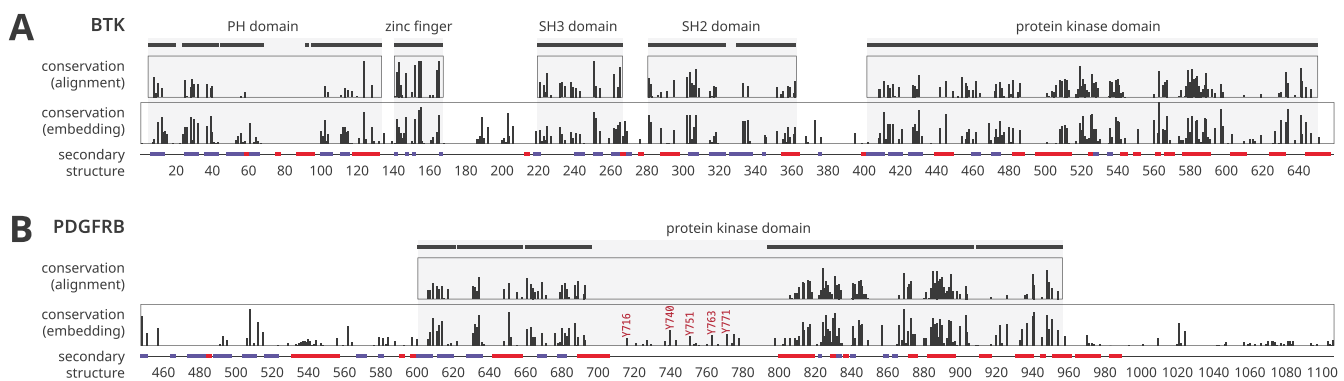 A BTK PH domain zinc finger SH3 domain SH2 domain protein kinase domain
conservation
(alignment)
conservation
(embedding)
secondary
structure
20 40 60 80 100 120 140 160 180 200 220 240 260 280 300 320 340 360 380 400 420 440 460 480 500 520 540 560 580 600 620 640
B PDGFRB protein kinase domain
conservation
(alignment)
conservation
(embedding)
Y716 Y740 Y751 Y763 Y771
secondary
structure
460 480 500 520 540 560 580 600 620 640 660 680 700 720 740 760 780 800 820 840 860 880 900 920 940 960 980 1000 1020 1040 1060 1080 1100